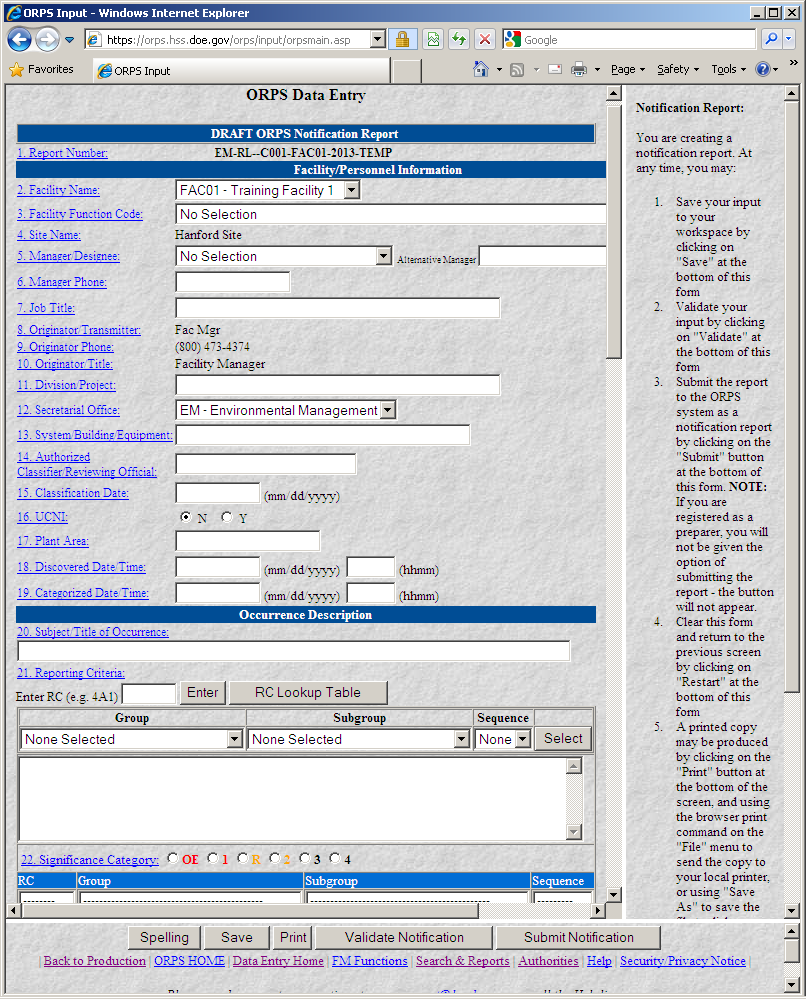 ORPS Input - Windows Internet Explorer
https://orps.hss.doe.gov/orps/input/orpsmain.asp
Google
Favorites
ORPS Input
Page
Safety
Tools
ORPS Data Entry
DRAFT ORPS Notification Report
1. Report Number: EM-RL--C001-FAC01-2013-TEMP
Facility/Personnel Information
2. Facility Name: FAC01 - Training Facility 1
3. Facility Function Code: No Selection
4. Site Name: Hanford Site
5. Manager/Designee: No Selection Alternative Manager
6. Manager Phone:
7. Job Title:
8. Originator/Transmitter: Fac Mgr
9. Originator Phone: (800) 473-4374
10. Originator/Title: Facility Manager
11. Division/Project:
12. Secretarial Office: EM - Environmental Management
13. System/Building/Equipment:
14. Authorized
Classifier/Reviewing Official:
15. Classification Date: (mm/dd/yyyy)
16. UCNI: N Y
17. Plant Area:
18. Discovered Date/Time: (mm/dd/yyyy) (hhmm)
19. Categorized Date/Time: (mm/dd/yyyy) (hhmm)
Occurrence Description
20. Subject/Title of Occurrence:
21. Reporting Criteria:
Enter RC (e.g. 4A1) Enter RC Lookup Table
Group Subgroup Sequence
None Selected None Selected None Select
22. Significance Category: OE 1 R 2 3 4
RC Group Subgroup Sequence
Notification Report:
You are creating a
notification report. At
any time, you may:
1. Save your input
to your
workspace by
clicking on
"Save" at the
bottom of this
form
2. Validate your
input by clicking
on "Validate" at
the bottom of this
form
3. Submit the report
to the ORPS
system as a
notification report
by clicking on the
"Submit" button
at the bottom of
this form. NOTE:
If you are
registered as a
preparer, you will
not be given the
option of
submitting the
report - the button
will not appear.
4. Clear this form
and return to the
previous screen
by clicking on
"Restart" at the
bottom of this
form
5. A printed copy
may be produced
by clicking on the
"Print" button at
the bottom of the
screen, and using
the browser print
command on the
"File" menu to
send the copy to
your local printer,
or using "Save
As" to save the
Spelling Save Print Validate Notification Submit Notification
| Back to Production | ORPS HOME | Data Entry Home | FM Functions | Search & Reports | Authorities | Help | Security/Privacy Notice |